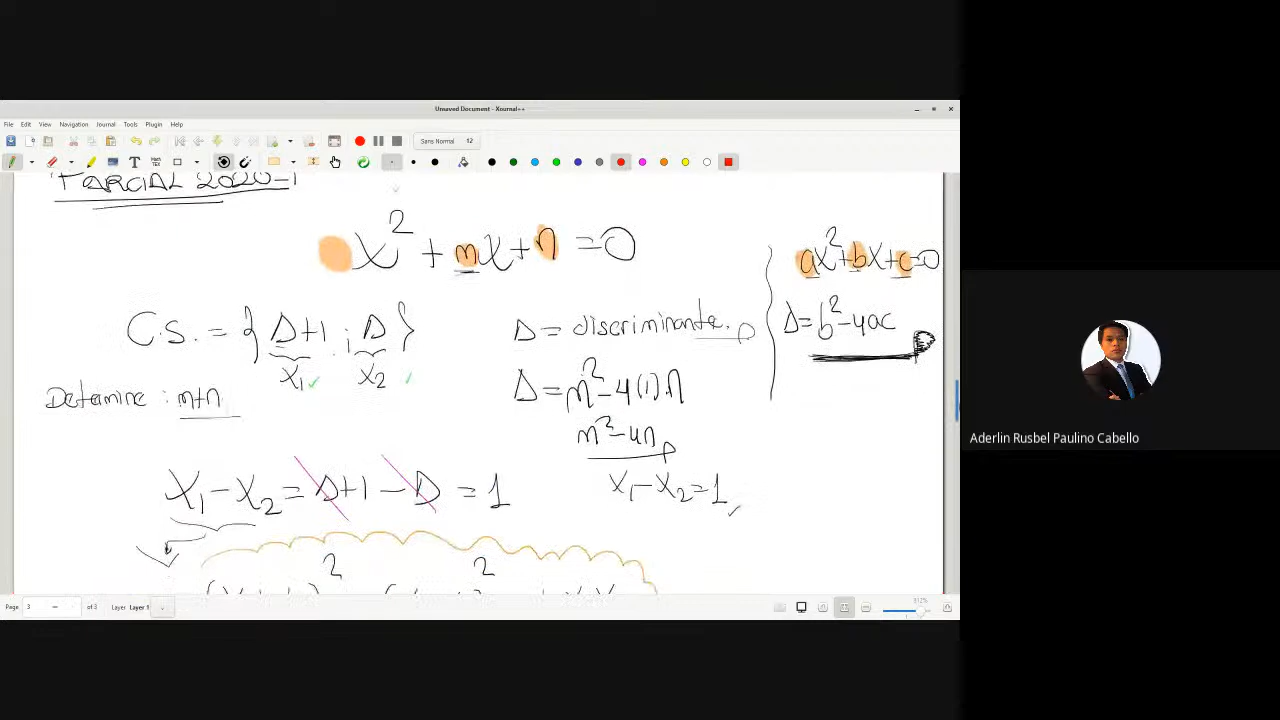 Unsaved Document - Xournal++
File Edit View Navigation Journal Tools Plugin Help
Sans Normal 12
PARCIAL 2020-1
x² + mx + n = 0
ax²+bx+c=0
Δ = b²-4ac
C.S. = { Δ+1 ; Δ }
x₁ x₂
Δ = discriminante.
Δ = m² - 4(1).n
m² - 4n
Determine : m+n
x₁ - x₂ = Δ+1 - Δ = 1
x₁ - x₂ = 1
Page 3 of 3 Layer Layer 1
Aderlin Rusbel Paulino Cabello